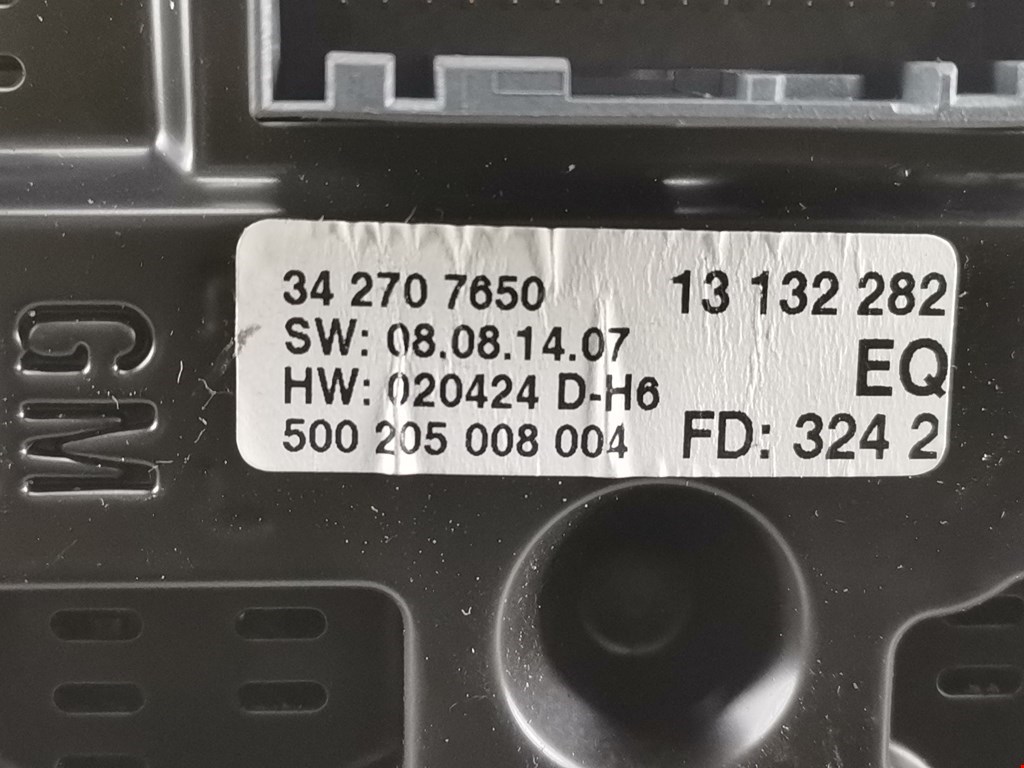 GM
34 270 7650 13 132 282
SW: 08.08.14.07
EQ
HW: 020424 D-H6
500 205 008 004 FD: 324 2